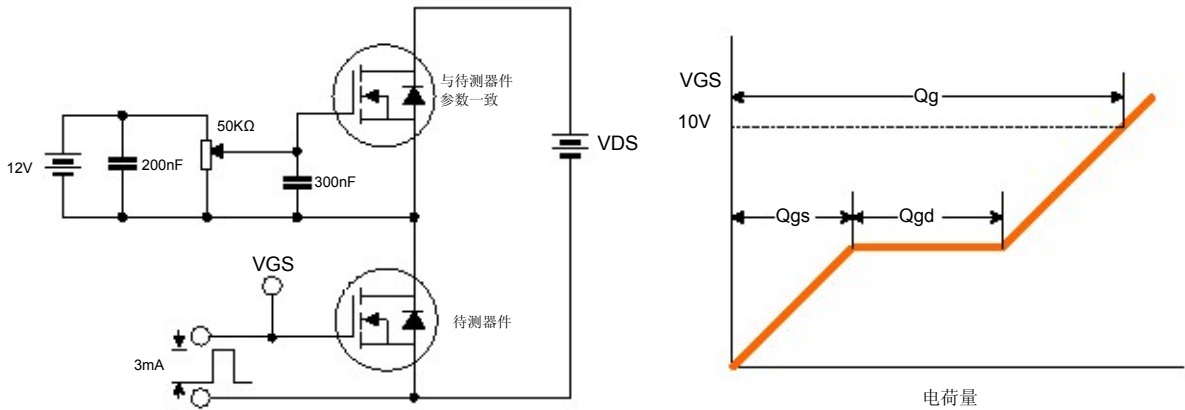 与待测器件
参数一致
50KΩ
12V
200nF
300nF
VDS
VGS
待测器件
3mA
VGS
Qg
10V
Qgs
Qgd
电荷量